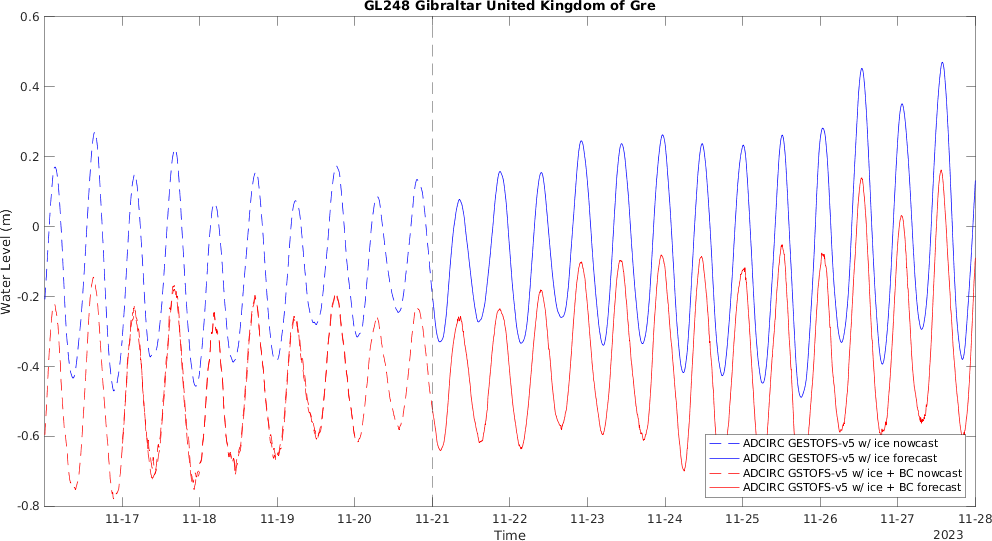 GL248 Gibraltar United Kingdom of Gre
Water Level (m)
0.6
0.4
0.2
0
-0.2
-0.4
-0.6
-0.8
ADCIRC GESTOFS-v5 w/ ice nowcast
ADCIRC GESTOFS-v5 w/ ice forecast
ADCIRC GSTOFS-v5 w/ ice + BC nowcast
ADCIRC GSTOFS-v5 w/ ice + BC forecast
11-17 11-18 11-19 11-20 11-21 11-22 11-23 11-24 11-25 11-26 11-27 11-28
Time
2023